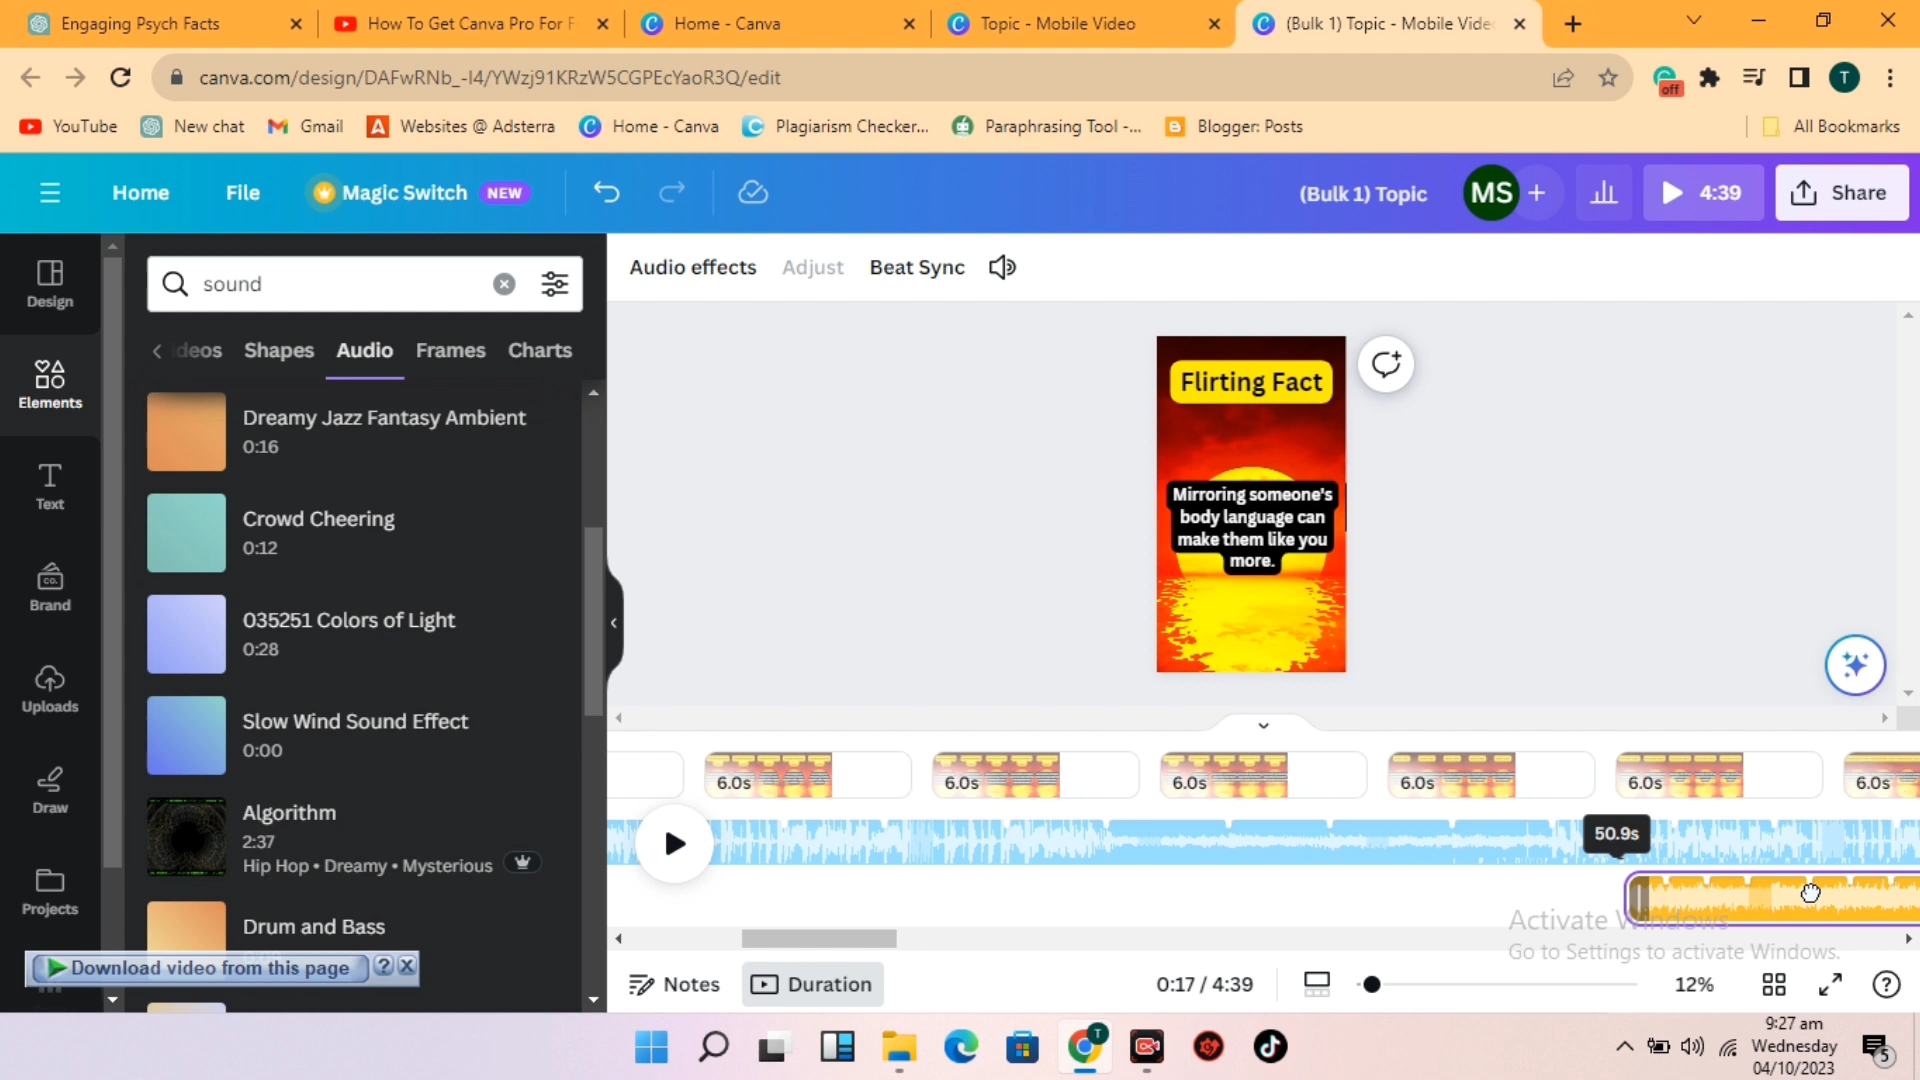 Engaging Psych Facts
How To Get Canva Pro For F
Home - Canva
Topic - Mobile Video
(Bulk 1) Topic - Mobile Vide
canva.com/design/DAFwRNb_-I4/YWzj91KRzW5CGPEcYaoR3Q/edit
off
T
YouTube
New chat
Gmail
Websites @ Adsterra
Home - Canva
Plagiarism Checker...
Paraphrasing Tool -...
Blogger: Posts
All Bookmarks
Home
File
Magic Switch
NEW
(Bulk 1) Topic
MS
4:39
Share
Design
Elements
Text
Brand
Uploads
Draw
Projects
sound
deos
Shapes
Audio
Frames
Charts
Dreamy Jazz Fantasy Ambient
0:16
Crowd Cheering
0:12
035251 Colors of Light
0:28
Slow Wind Sound Effect
0:00
Algorithm
2:37
Hip Hop • Dreamy • Mysterious
Drum and Bass
Download video from this page
Audio effects
Adjust
Beat Sync
Flirting Fact
Mirroring someone's
body language can
make them like you
more.
6.0s
6.0s
6.0s
6.0s
6.0s
6.0s
50.9s
Activate Windows
Go to Settings to activate Windows.
Notes
Duration
0:17 / 4:39
12%
9:27 am
Wednesday
04/10/2023
5